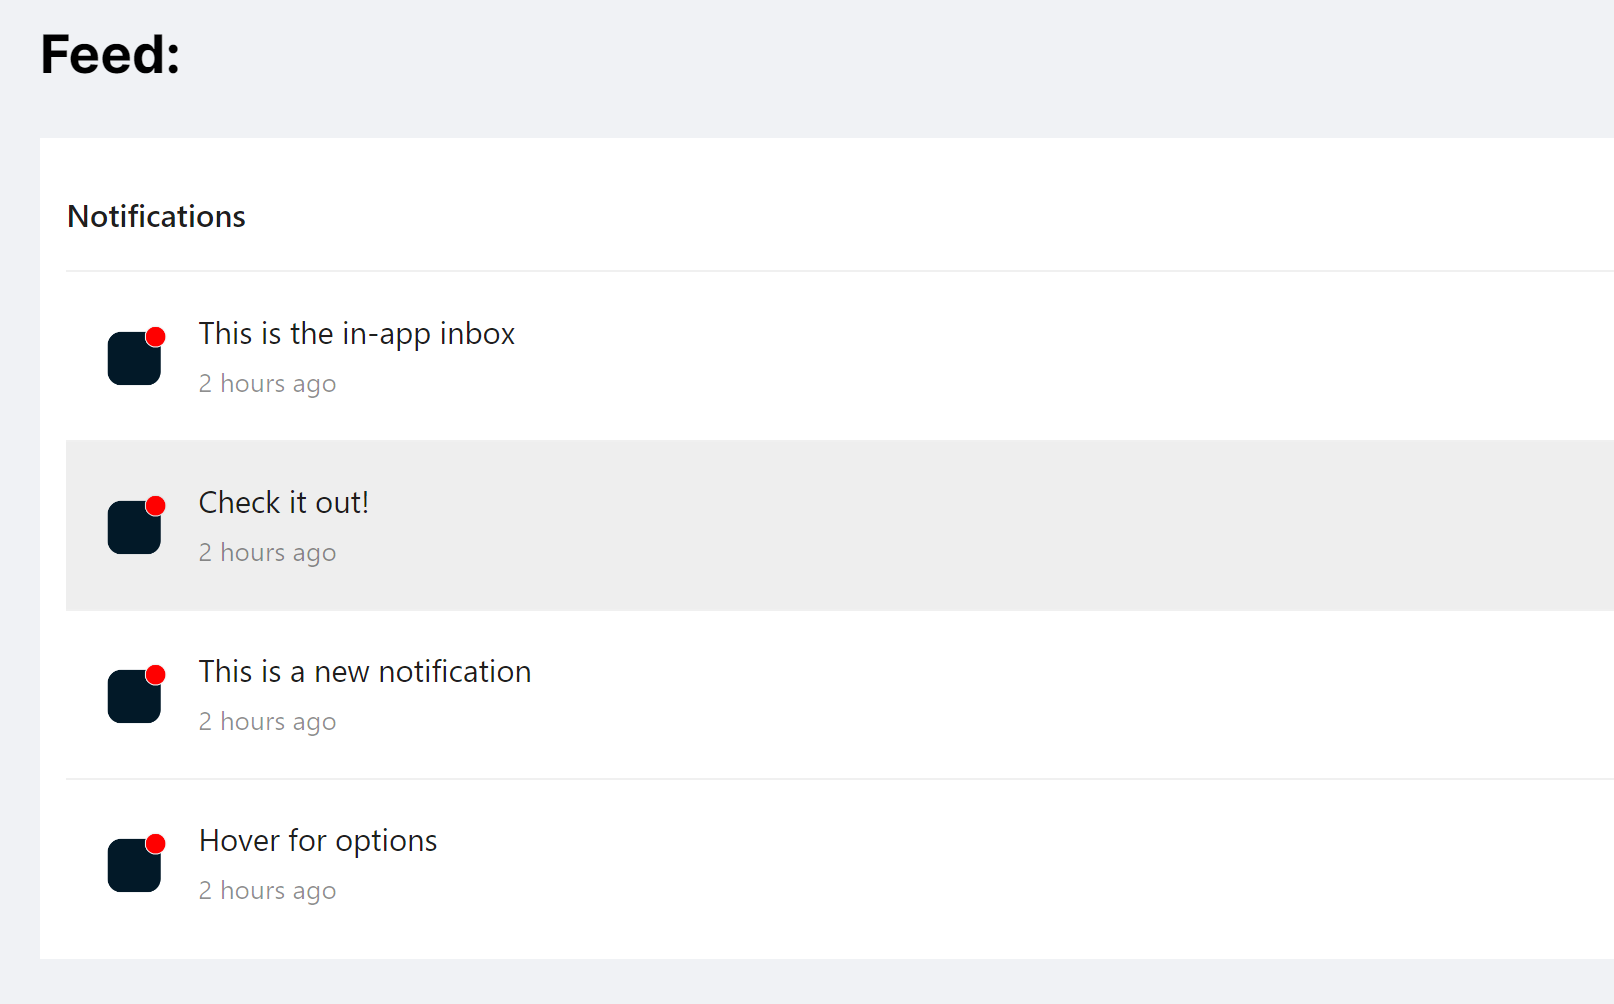 Feed:
Notifications
This is the in-app inbox
2 hours ago
Check it out!
2 hours ago
This is a new notification
2 hours ago
Hover for options
2 hours ago